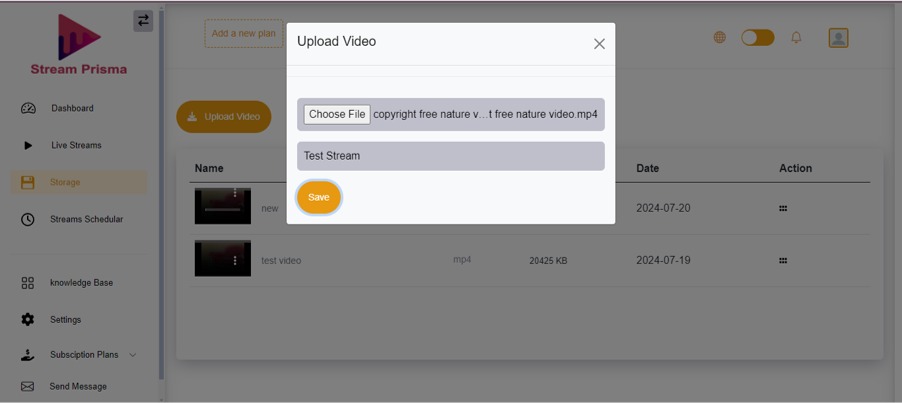 Stream Prisma
Dashboard
Live Streams
Storage
Streams Schedular
knowledge Base
Settings
Subsciption Plans
Send Message
Add a new plan
Upload Video
Upload Video
Choose File copyright free nature v...t free nature video.mp4
Test Stream
Save
Name Date Action
new 2024-07-20
test video mp4 20425 KB 2024-07-19